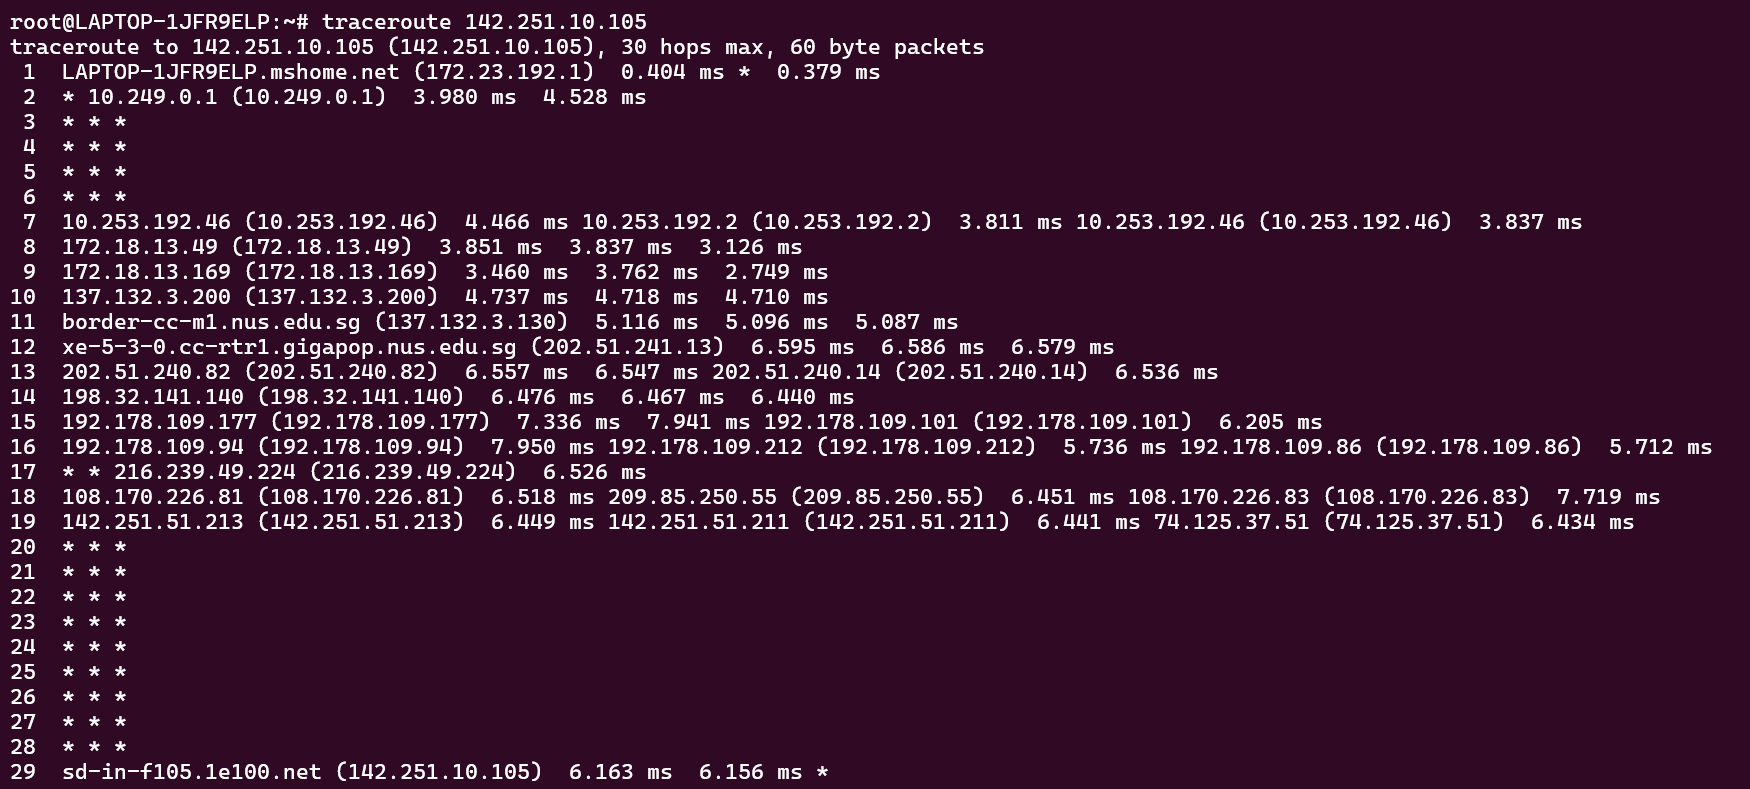 root@LAPTOP-1JFR9ELP:~# traceroute 142.251.10.105
traceroute to 142.251.10.105 (142.251.10.105), 30 hops max, 60 byte packets
 1  LAPTOP-1JFR9ELP.mshome.net (172.23.192.1)  0.404 ms *  0.379 ms
 2  * 10.249.0.1 (10.249.0.1)  3.980 ms  4.528 ms
 3  * * *
 4  * * *
 5  * * *
 6  * * *
 7  10.253.192.46 (10.253.192.46)  4.466 ms 10.253.192.2 (10.253.192.2)  3.811 ms 10.253.192.46 (10.253.192.46)  3.837 ms
 8  172.18.13.49 (172.18.13.49)  3.851 ms  3.837 ms  3.126 ms
 9  172.18.13.169 (172.18.13.169)  3.460 ms  3.762 ms  2.749 ms
10  137.132.3.200 (137.132.3.200)  4.737 ms  4.718 ms  4.710 ms
11  border-cc-m1.nus.edu.sg (137.132.3.130)  5.116 ms  5.096 ms  5.087 ms
12  xe-5-3-0.cc-rtr1.gigapop.nus.edu.sg (202.51.241.13)  6.595 ms  6.586 ms  6.579 ms
13  202.51.240.82 (202.51.240.82)  6.557 ms  6.547 ms 202.51.240.14 (202.51.240.14)  6.536 ms
14  198.32.141.140 (198.32.141.140)  6.476 ms  6.467 ms  6.440 ms
15  192.178.109.177 (192.178.109.177)  7.336 ms  7.941 ms 192.178.109.101 (192.178.109.101)  6.205 ms
16  192.178.109.94 (192.178.109.94)  7.950 ms 192.178.109.212 (192.178.109.212)  5.736 ms 192.178.109.86 (192.178.109.86)  5.712 ms
17  * * 216.239.49.224 (216.239.49.224)  6.526 ms
18  108.170.226.81 (108.170.226.81)  6.518 ms 209.85.250.55 (209.85.250.55)  6.451 ms 108.170.226.83 (108.170.226.83)  7.719 ms
19  142.251.51.213 (142.251.51.213)  6.449 ms 142.251.51.211 (142.251.51.211)  6.441 ms 74.125.37.51 (74.125.37.51)  6.434 ms
20  * * *
21  * * *
22  * * *
23  * * *
24  * * *
25  * * *
26  * * *
27  * * *
28  * * *
29  sd-in-f105.1e100.net (142.251.10.105)  6.163 ms  6.156 ms *